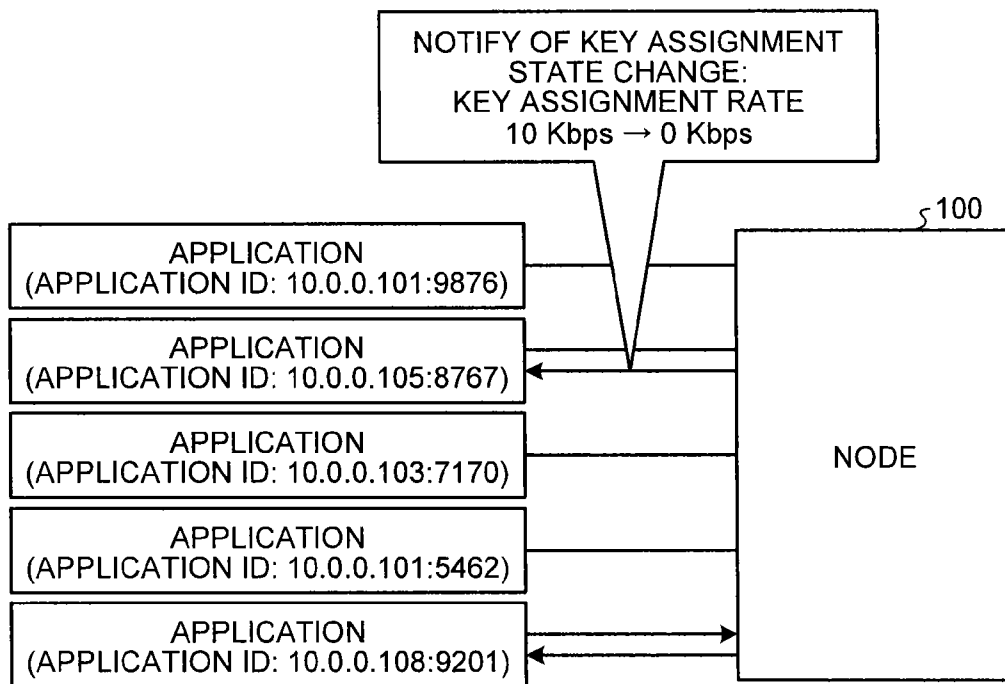 NOTIFY OF KEY ASSIGNMENT
STATE CHANGE:
KEY ASSIGNMENT RATE
10 Kbps → 0 Kbps
100
APPLICATION
(APPLICATION ID: 10.0.0.101:9876)
APPLICATION
(APPLICATION ID: 10.0.0.105:8767)
APPLICATION
(APPLICATION ID: 10.0.0.103:7170)
APPLICATION
(APPLICATION ID: 10.0.0.101:5462)
APPLICATION
(APPLICATION ID: 10.0.0.108:9201)
NODE